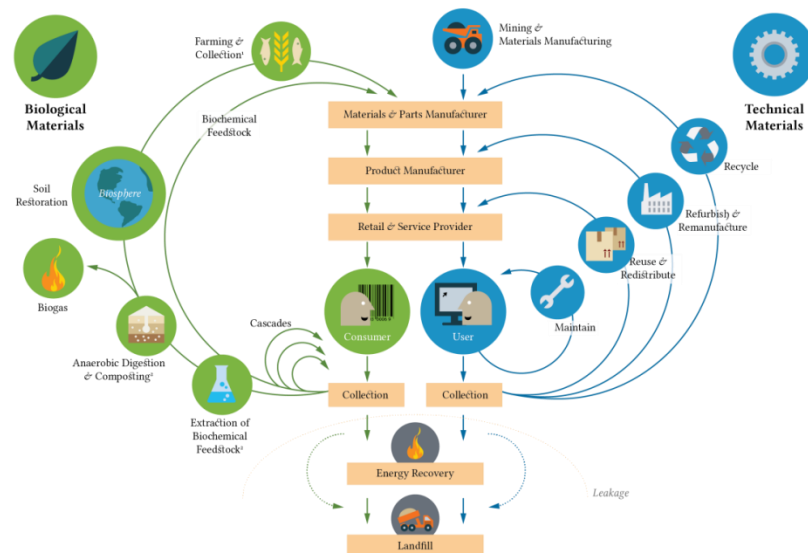 Farming &
Collection¹
Mining &
Materials Manufacturing
Biological
Materials
Technical
Materials
Biochemical
Feedstock
Materials & Parts Manufacturer
Recycle
Product Manufacturer
Soil
Restoration
Biosphere
Refurbish &
Remanufacture
Retail & Service Provider
Reuse &
Redistribute
Biogas
Maintain
Cascades
Consumer
User
Anaerobic Digestion
& Composting²
Collection
Collection
Extraction of
Biochemical
Feedstock²
Energy Recovery
Leakage
Landfill